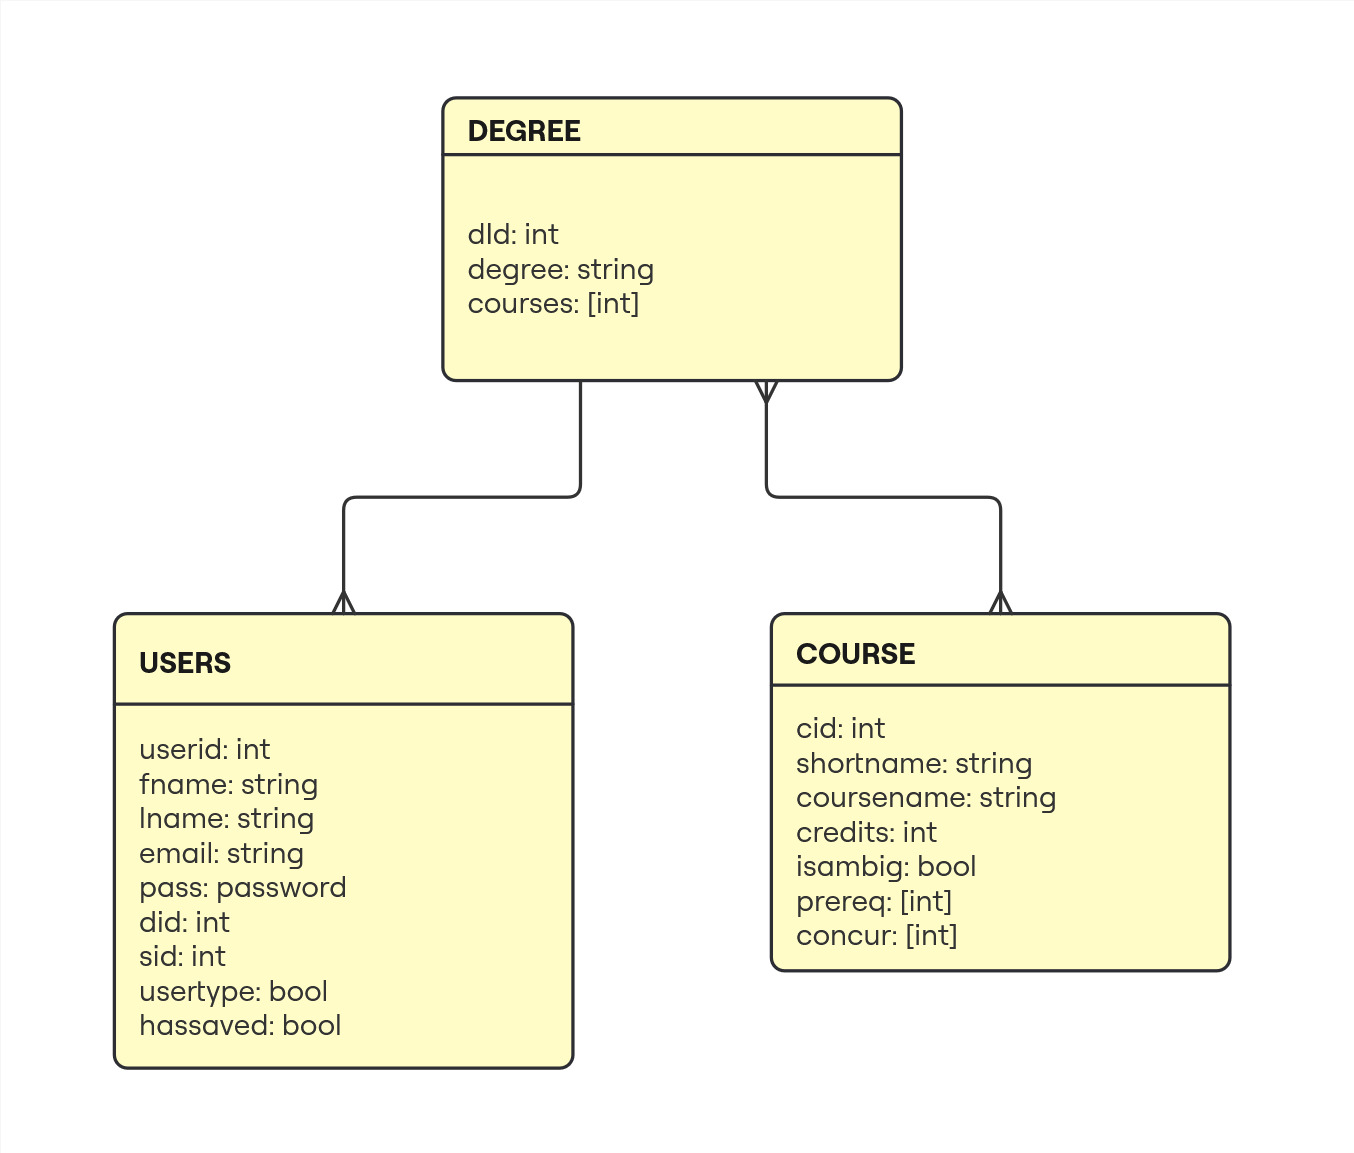 DEGREE
dId: int
degree: string
courses: [int]
USERS
userid: int
fname: string
lname: string
email: string
pass: password
did: int
sid: int
usertype: bool
hassaved: bool
COURSE
cid: int
shortname: string
coursename: string
credits: int
isambig: bool
prereq: [int]
concur: [int]